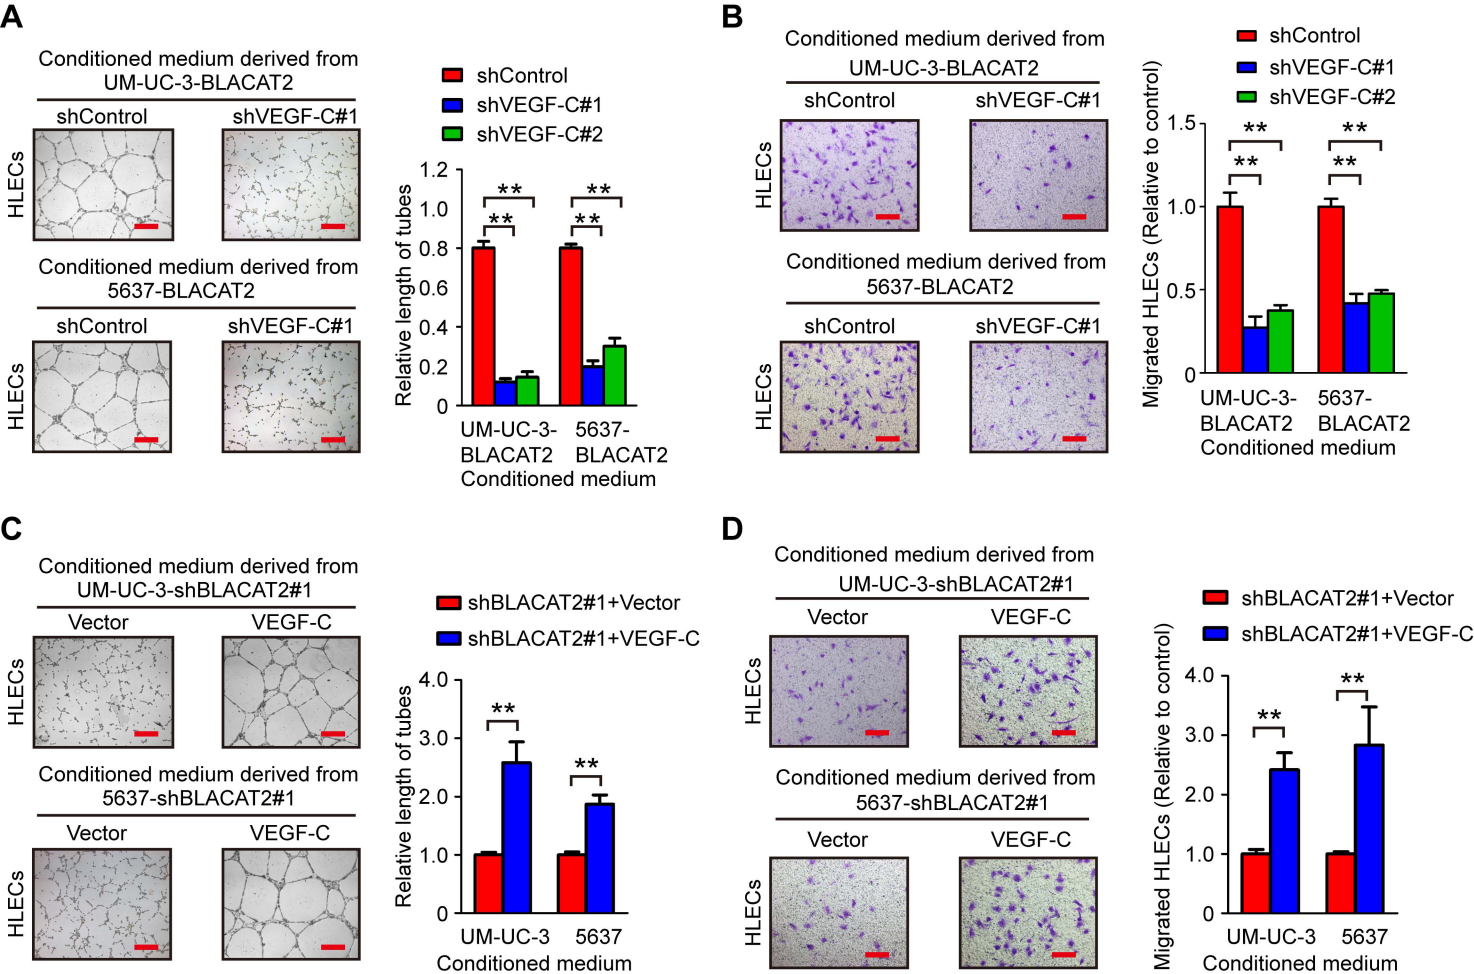 A
Conditioned medium derived from
UM-UC-3-BLACAT2
shControl
shVEGF-C#1
HLECs
Conditioned medium derived from
5637-BLACAT2
shControl
shVEGF-C#1
HLECs
shControl
shVEGF-C#1
shVEGF-C#2
Relative length of tubes
1.2
1.0
0.8
0.6
0.4
0.2
0
**
**
**
**
UM-UC-3-
BLACAT2
5637-
BLACAT2
Conditioned medium
B
Conditioned medium derived from
UM-UC-3-BLACAT2
shControl
shVEGF-C#1
HLECs
Conditioned medium derived from
5637-BLACAT2
shControl
shVEGF-C#1
HLECs
shControl
shVEGF-C#1
shVEGF-C#2
Migrated HLECs (Relative to control)
1.5
1.0
0.5
0
**
**
**
**
UM-UC-3-
BLACAT2
5637-
BLACAT2
Conditioned medium
C
Conditioned medium derived from
UM-UC-3-shBLACAT2#1
Vector
VEGF-C
HLECs
Conditioned medium derived from
5637-shBLACAT2#1
Vector
VEGF-C
HLECs
shBLACAT2#1+Vector
shBLACAT2#1+VEGF-C
Relative length of tubes
4.0
3.0
2.0
1.0
0
**
**
UM-UC-3
5637
Conditioned medium
D
Conditioned medium derived from
UM-UC-3-shBLACAT2#1
Vector
VEGF-C
HLECs
Conditioned medium derived from
5637-shBLACAT2#1
Vector
VEGF-C
HLECs
shBLACAT2#1+Vector
shBLACAT2#1+VEGF-C
Migrated HLECs (Relative to control)
4.0
3.0
2.0
1.0
0
**
**
UM-UC-3
5637
Conditioned medium